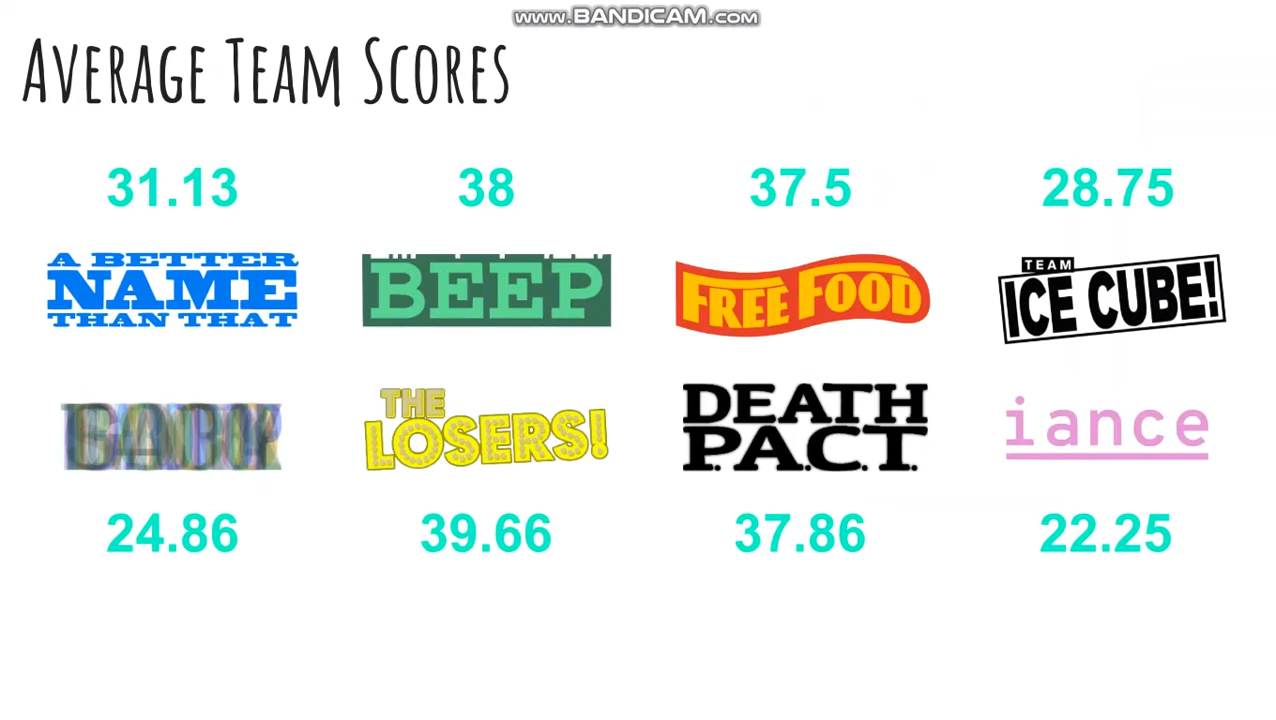 www.BANDICAM.com
AVERAGE TEAM SCORES
31.13
38
37.5
28.75
A BETTER
NAME
THAN THAT
BEEP
FREE FOOD
TEAM
ICE CUBE!
THE
LOSERS!
DEATH
P.A.C.T.
iance
24.86
39.66
37.86
22.25